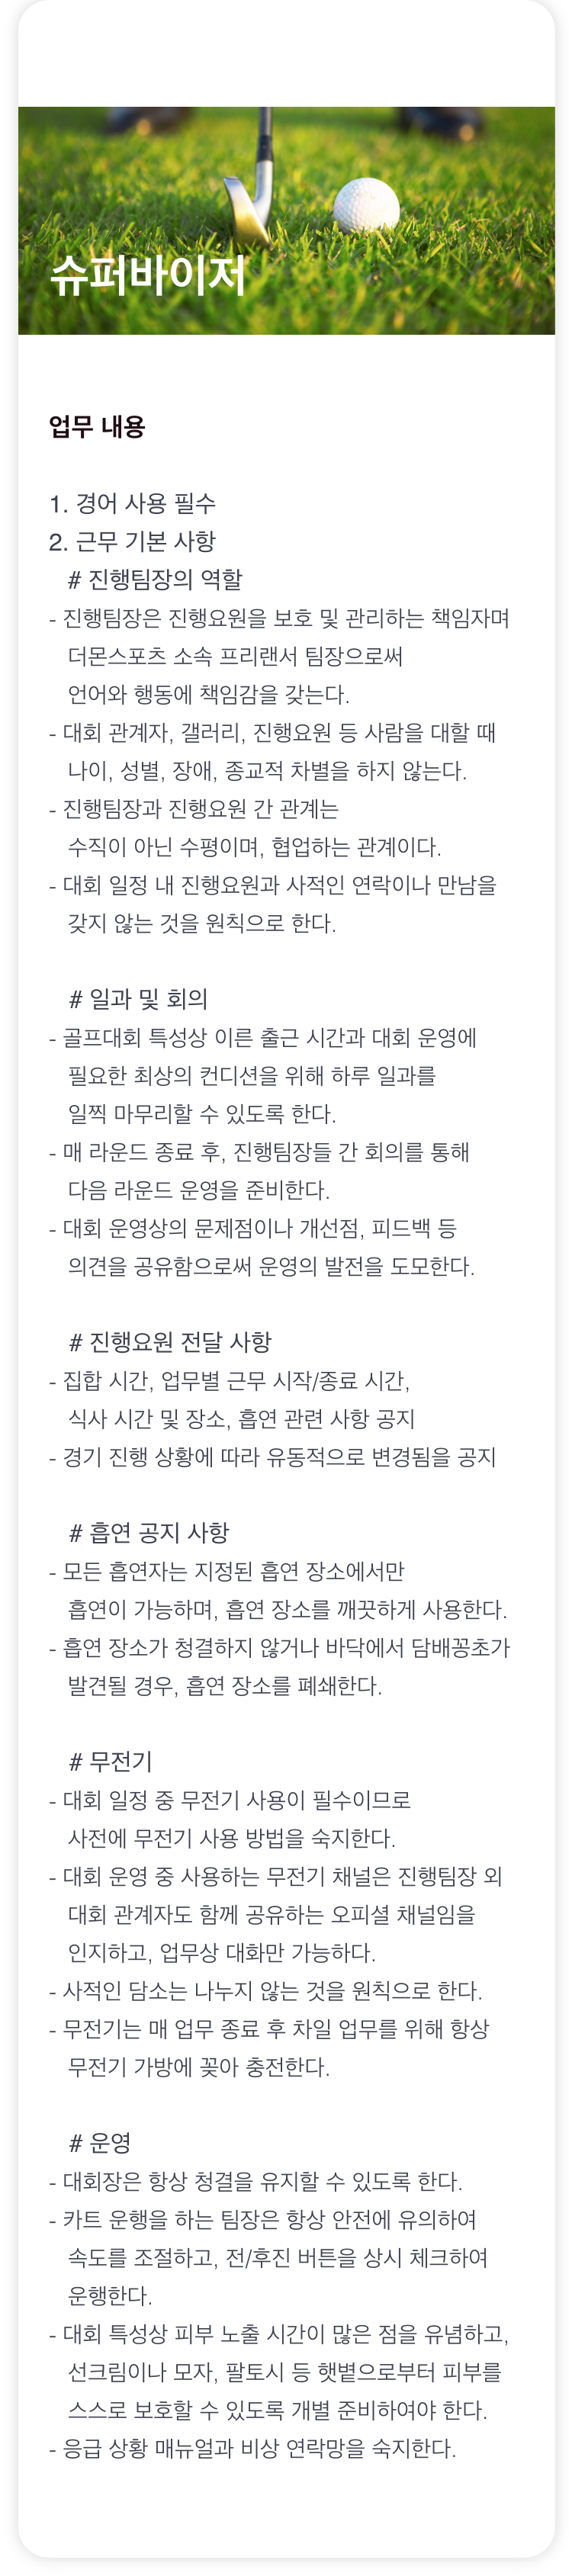 슈퍼바이저
업무 내용
1. 경어 사용 필수
2. 근무 기본 사항
# 진행팀장의 역할
- 진행팀장은 진행요원을 보호 및 관리하는 책임자며
더몬스포츠 소속 프리랜서 팀장으로써
언어와 행동에 책임감을 갖는다.
- 대회 관계자, 갤러리, 진행요원 등 사람을 대할 때
나이, 성별, 장애, 종교적 차별을 하지 않는다.
- 진행팀장과 진행요원 간 관계는
수직이 아닌 수평이며, 협업하는 관계이다.
- 대회 일정 내 진행요원과 사적인 연락이나 만남을
갖지 않는 것을 원칙으로 한다.
# 일과 및 회의
- 골프대회 특성상 이른 출근 시간과 대회 운영에
필요한 최상의 컨디션을 위해 하루 일과를
일찍 마무리할 수 있도록 한다.
- 매 라운드 종료 후, 진행팀장들 간 회의를 통해
다음 라운드 운영을 준비한다.
- 대회 운영상의 문제점이나 개선점, 피드백 등
의견을 공유함으로써 운영의 발전을 도모한다.
# 진행요원 전달 사항
- 집합 시간, 업무별 근무 시작/종료 시간,
식사 시간 및 장소, 흡연 관련 사항 공지
- 경기 진행 상황에 따라 유동적으로 변경됨을 공지
# 흡연 공지 사항
- 모든 흡연자는 지정된 흡연 장소에서만
흡연이 가능하며, 흡연 장소를 깨끗하게 사용한다.
- 흡연 장소가 청결하지 않거나 바닥에서 담배꽁초가
발견될 경우, 흡연 장소를 폐쇄한다.
# 무전기
- 대회 일정 중 무전기 사용이 필수이므로
사전에 무전기 사용 방법을 숙지한다.
- 대회 운영 중 사용하는 무전기 채널은 진행팀장 외
대회 관계자도 함께 공유하는 오피셜 채널임을
인지하고, 업무상 대화만 가능하다.
- 사적인 담소는 나누지 않는 것을 원칙으로 한다.
- 무전기는 매 업무 종료 후 차일 업무를 위해 항상
무전기 가방에 꽂아 충전한다.
# 운영
- 대회장은 항상 청결을 유지할 수 있도록 한다.
- 카트 운행을 하는 팀장은 항상 안전에 유의하여
속도를 조절하고, 전/후진 버튼을 상시 체크하여
운행한다.
- 대회 특성상 피부 노출 시간이 많은 점을 유념하고,
선크림이나 모자, 팔토시 등 햇볕으로부터 피부를
스스로 보호할 수 있도록 개별 준비하여야 한다.
- 응급 상황 매뉴얼과 비상 연락망을 숙지한다.